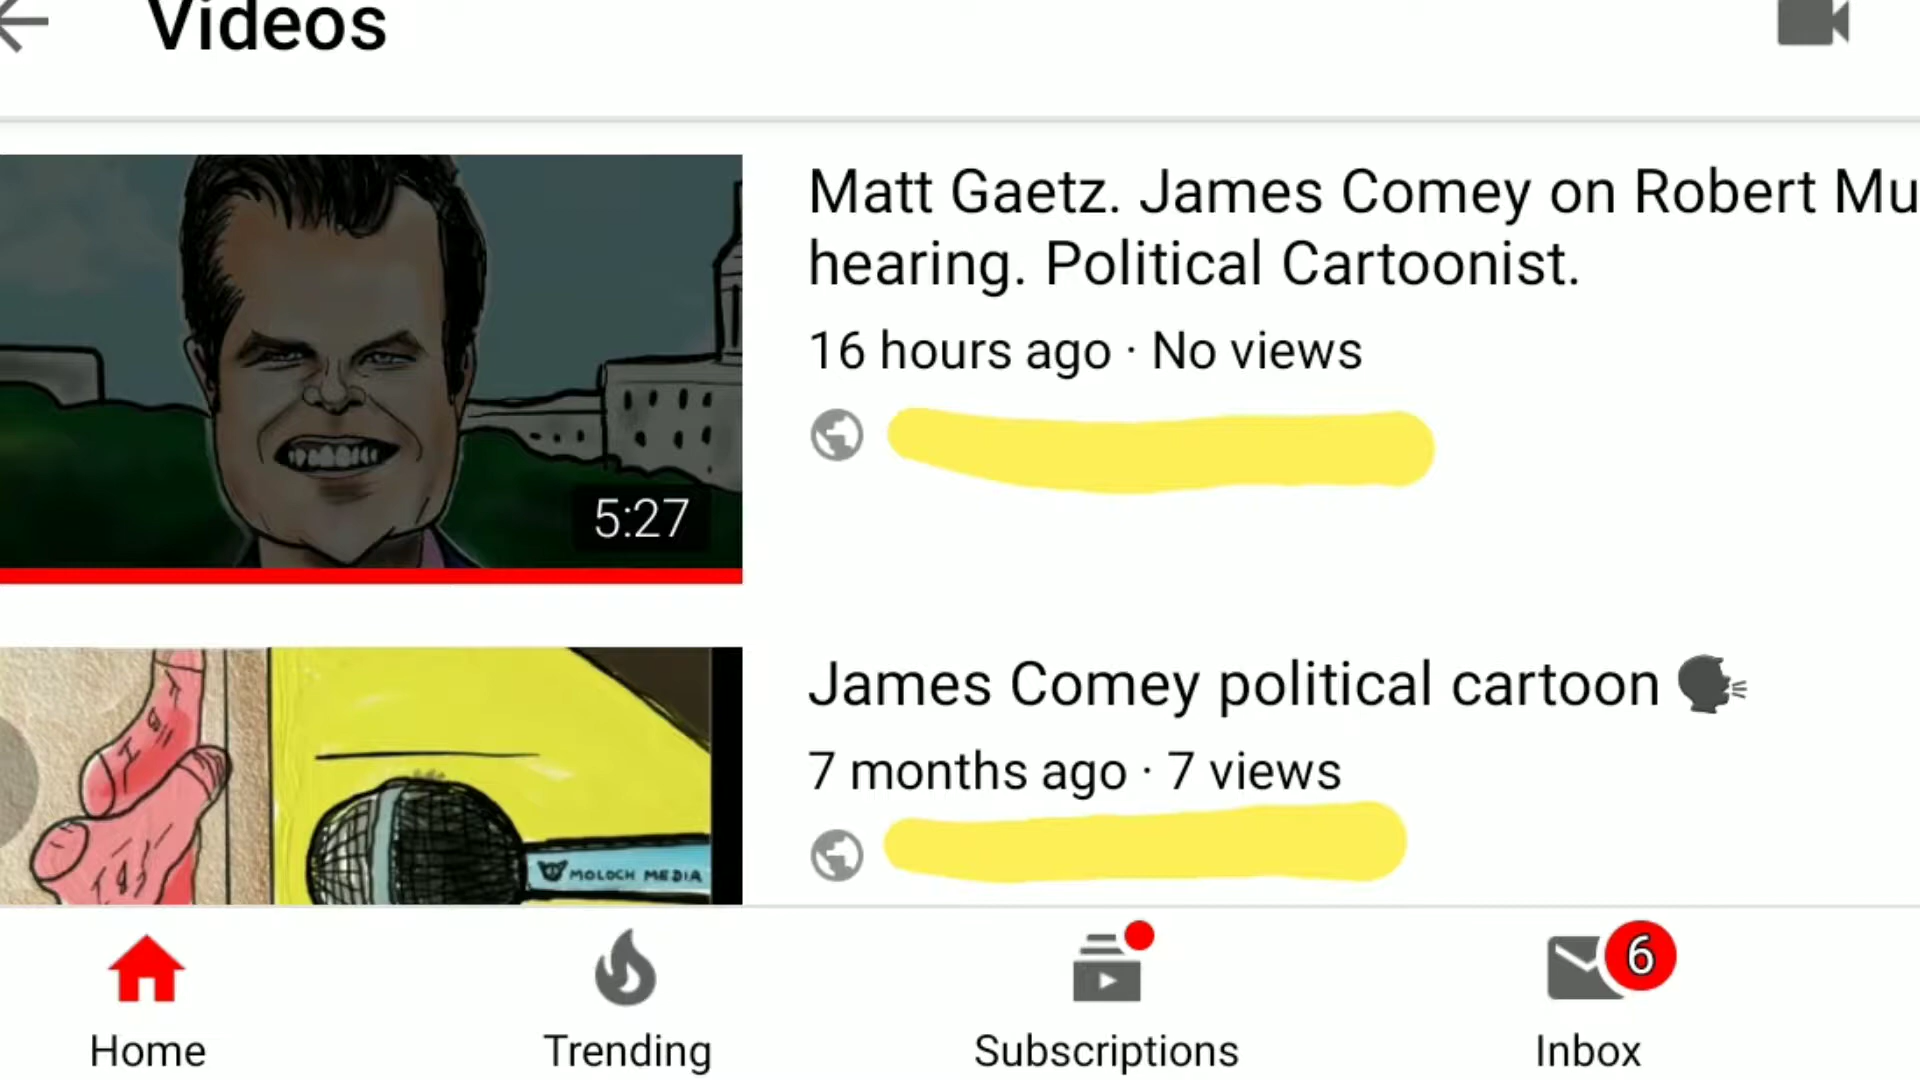 Videos
Matt Gaetz. James Comey on Robert Mu
hearing. Political Cartoonist.
16 hours ago · No views
5:27
James Comey political cartoon 🗣
7 months ago · 7 views
MOLOCH MEDIA
Home
Trending
Subscriptions
6
Inbox